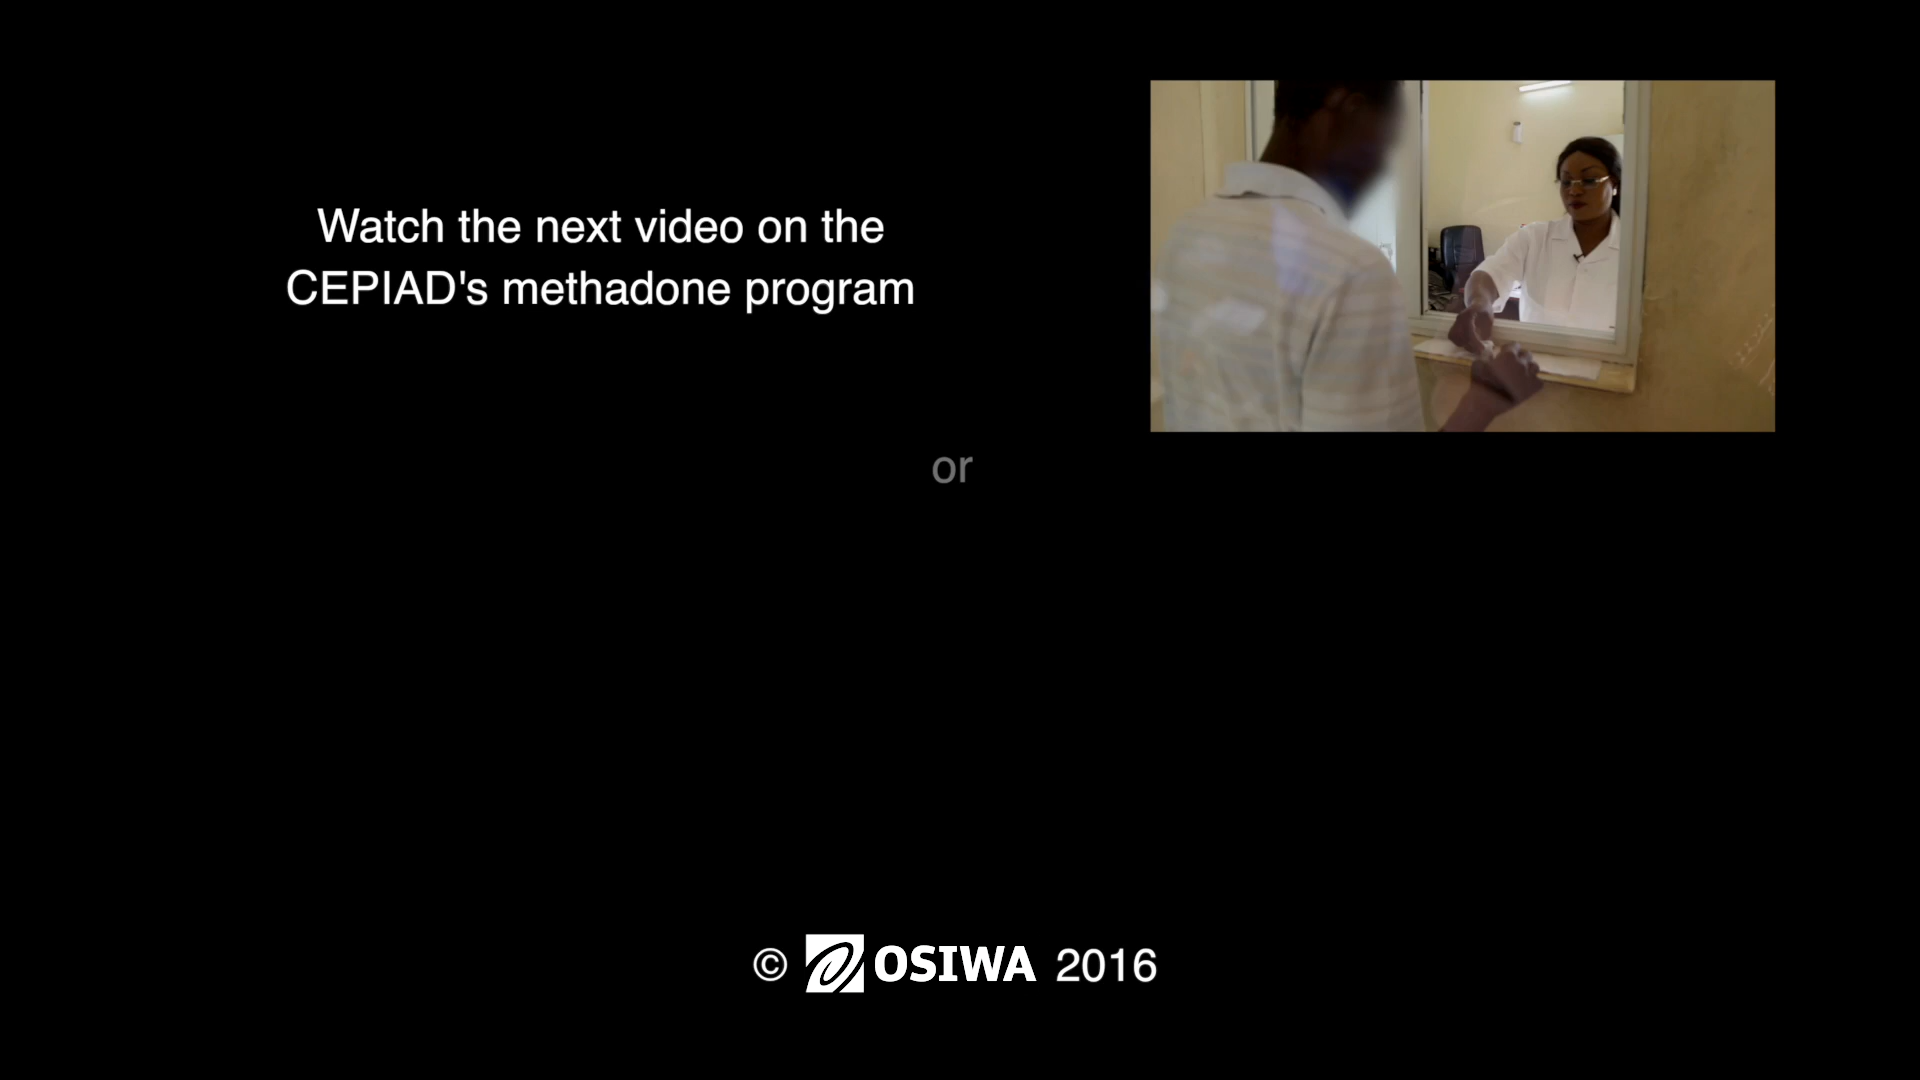 Watch the next video on the
CEPIAD's methadone program
or
© OSIWA 2016